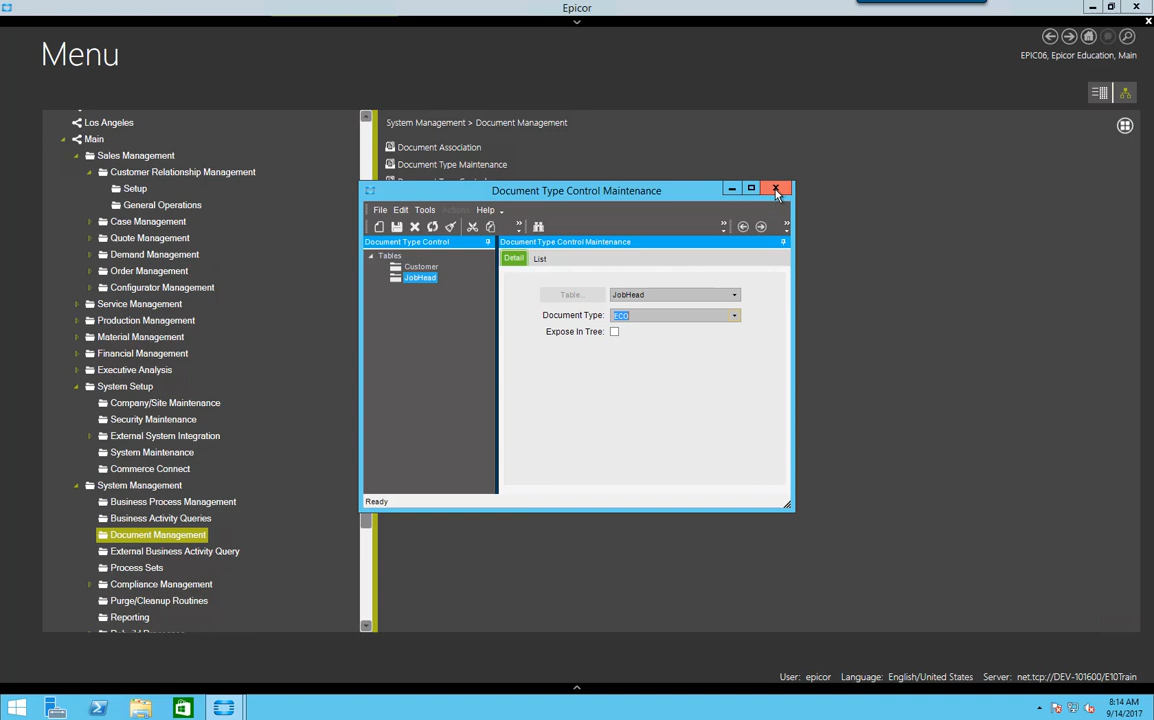 Epicor
Menu
EPIC06, Epicor Education, Main
Los Angeles
Main
Sales Management
Customer Relationship Management
Setup
General Operations
Case Management
Quote Management
Demand Management
Order Management
Configurator Management
Service Management
Production Management
Material Management
Financial Management
Executive Analysis
System Setup
Company/Site Maintenance
Security Maintenance
External System Integration
System Maintenance
Commerce Connect
System Management
Business Process Management
Business Activity Queries
Document Management
External Business Activity Query
Process Sets
Compliance Management
Purge/Cleanup Routines
Reporting
System Management > Document Management
Document Association
Document Type Maintenance
Document Type Control Maintenance
File Edit Tools Actions Help
Document Type Control
Tables
Customer
JobHead
Document Type Control Maintenance
Detail List
Table... JobHead
Document Type: ECO
Expose In Tree:
Ready
User: epicor Language: English/United States Server: net.tcp://DEV-101600/E10Train
8:14 AM
9/14/2017